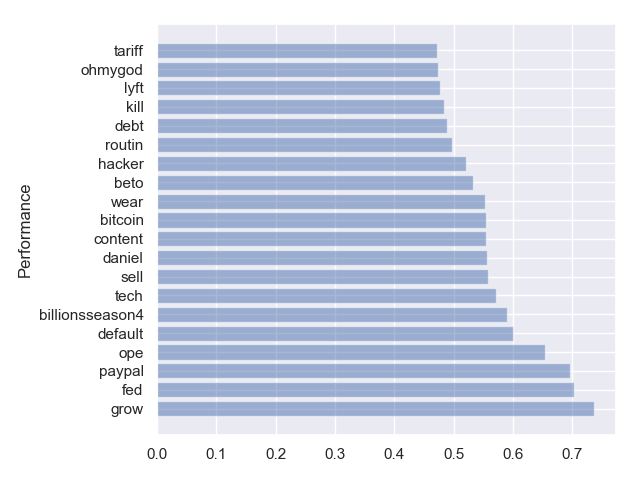 tariff
ohmygod
lyft
kill
debt
routin
hacker
beto
wear
bitcoin
content
daniel
sell
tech
billionsseason4
default
ope
paypal
fed
grow
Performance
0.0 0.1 0.2 0.3 0.4 0.5 0.6 0.7